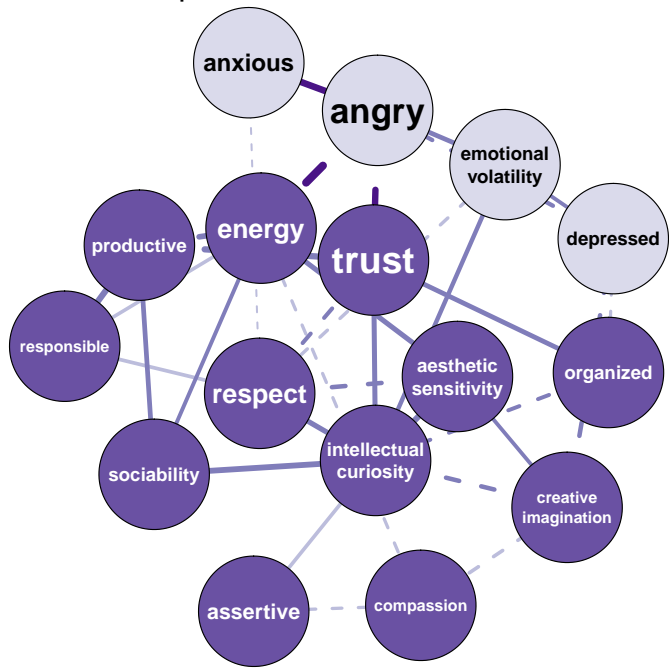 anxious
angry
emotional
volatility
energy
productive
trust
depressed
responsible
aesthetic
sensitivity
organized
respect
intellectual
curiosity
sociability
creative
imagination
assertive
compassion